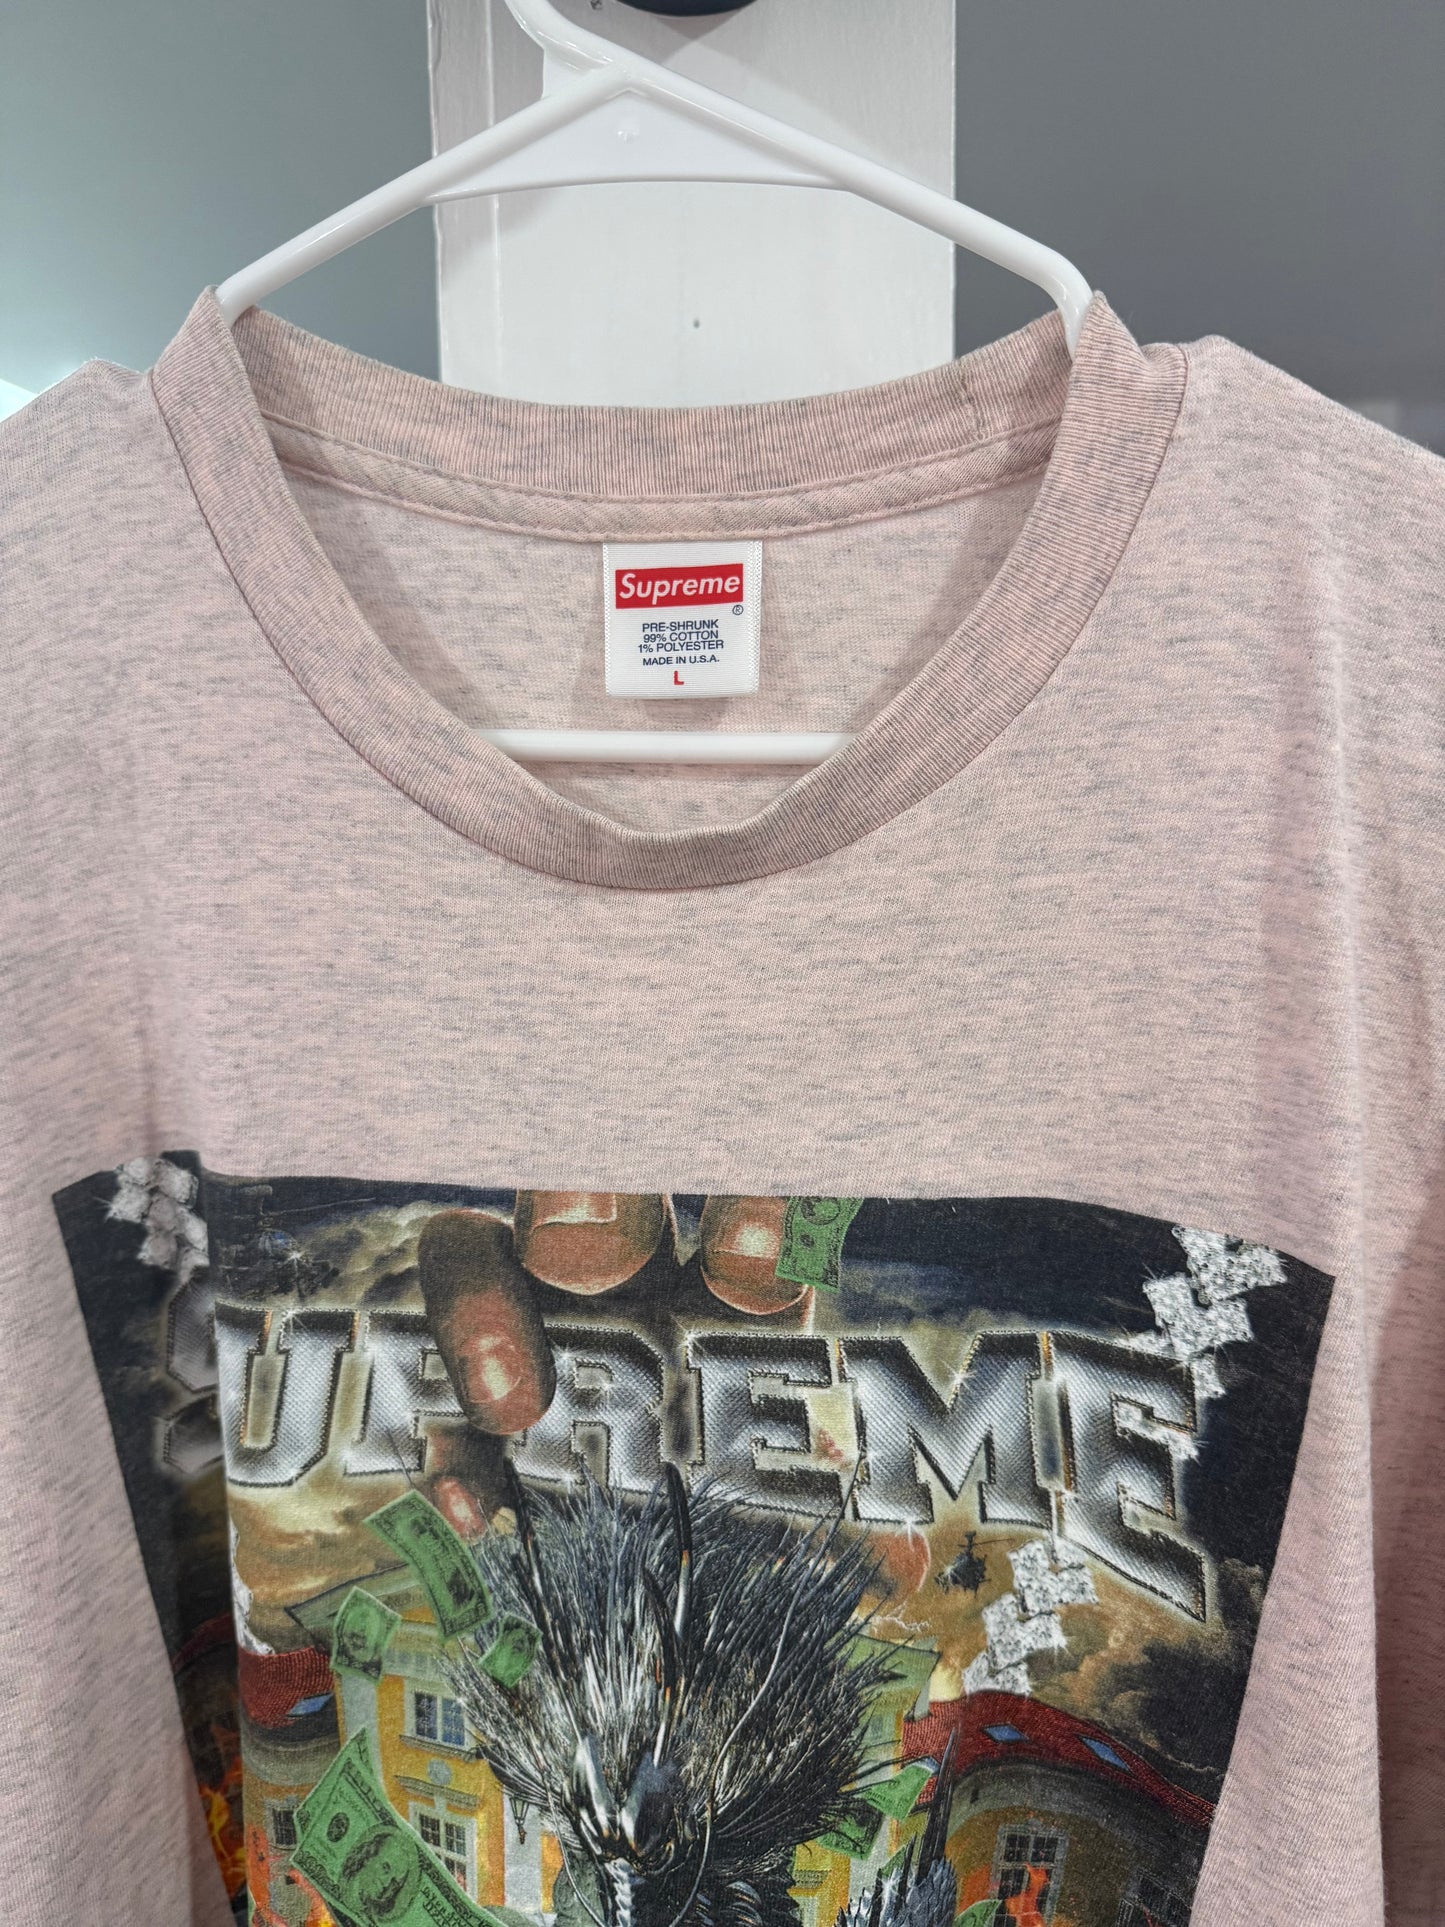 Supreme
®
PRE-SHRUNK
99% COTTON
1% POLYESTER
MADE IN U.S.A.
L
SUPREME